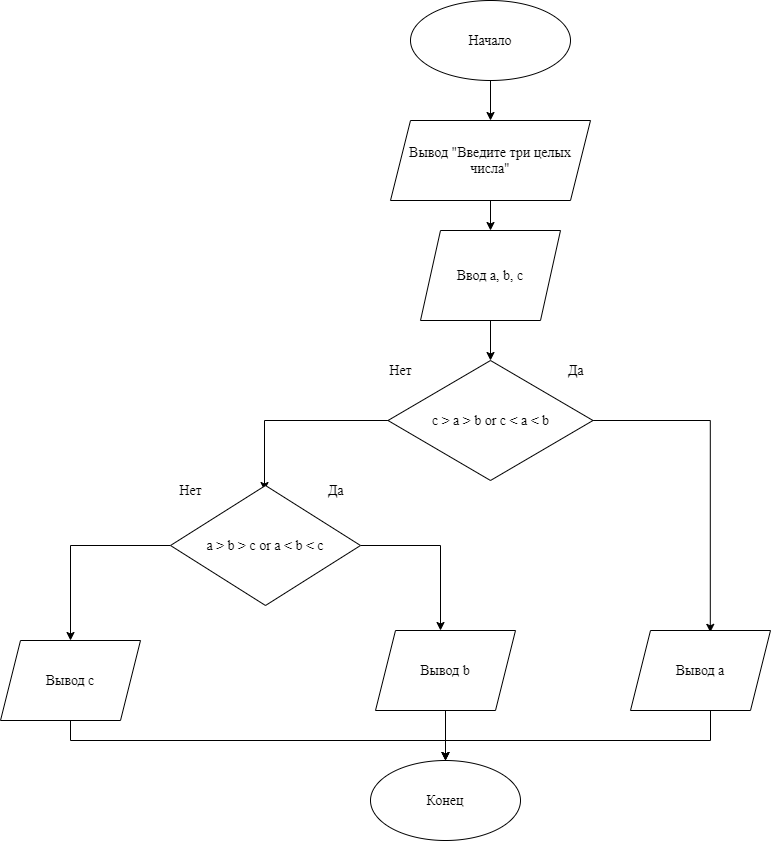 Начало
Вывод "Введите три целых
числа"
Ввод a, b, c
Нет
Да
c > a > b or c < a < b
Нет
Да
a > b > c or a < b < c
Вывод c
Вывод b
Вывод a
Конец